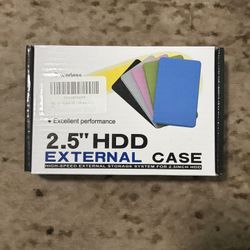 ● Excellent performance
2.5" HDD
EXTERNAL CASE
HIGH-SPEED EXTERNAL STORAGE SYSTEM FOR 2.5INCH HDD